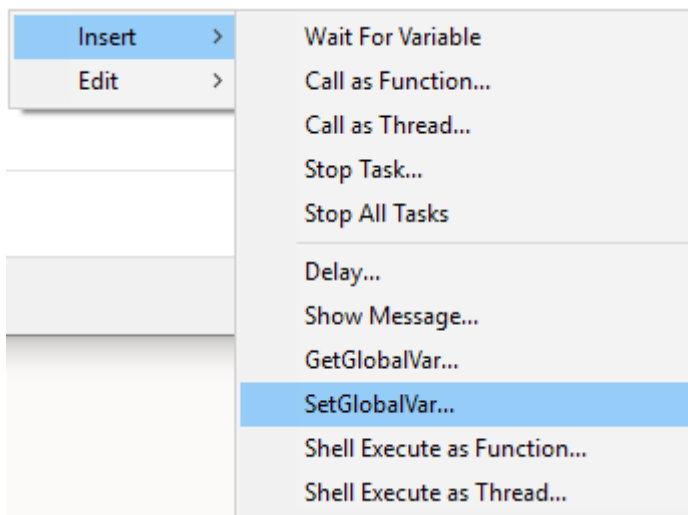 Insert >
Edit >
Wait For Variable
Call as Function...
Call as Thread...
Stop Task...
Stop All Tasks
Delay...
Show Message...
GetGlobalVar...
SetGlobalVar...
Shell Execute as Function...
Shell Execute as Thread...